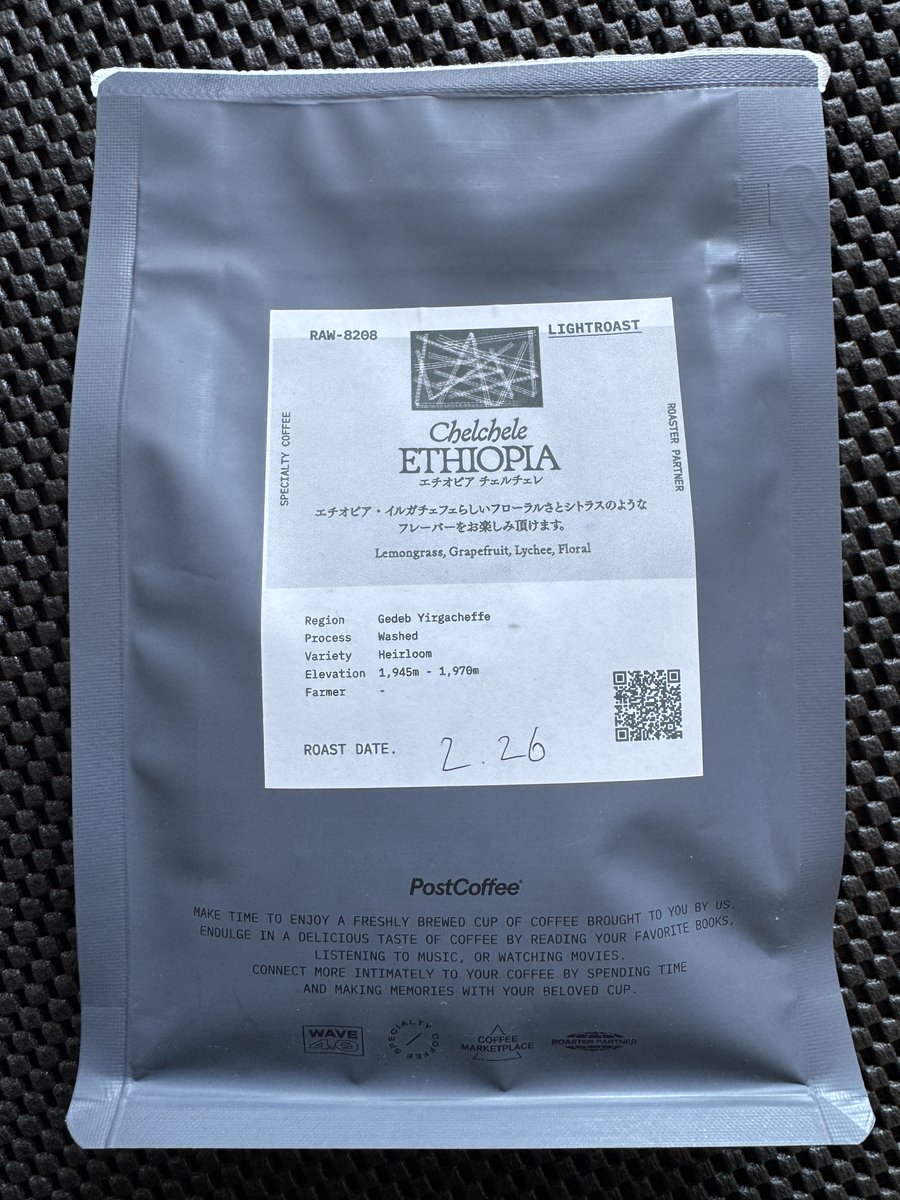 RAW-8208
LIGHTROAST
SPECIALTY COFFEE
ROASTER PARTNER
Chelchele
ETHIOPIA
エチオピア チェルチェレ
エチオピア・イルガチェフェらしいフローラルさとシトラスのような
フレーバーをお楽しみ頂けます。
Lemongrass, Grapefruit, Lychee, Floral
Region Gedeb Yirgacheffe
Process Washed
Variety Heirloom
Elevation 1,945m - 1,970m
Farmer -
ROAST DATE. 2.26
PostCoffee
MAKE TIME TO ENJOY A FRESHLY BREWED CUP OF COFFEE BROUGHT TO YOU BY US.
ENDULGE IN A DELICIOUS TASTE OF COFFEE BY READING YOUR FAVORITE BOOKS,
LISTENING TO MUSIC, OR WATCHING MOVIES.
CONNECT MORE INTIMATELY TO YOUR COFFEE BY SPENDING TIME
AND MAKING MEMORIES WITH YOUR BELOVED CUP.
WAVE
4.6
SPECIALTY COFFEE
COFFEE
MARKETPLACE
ROASTER PARTNER